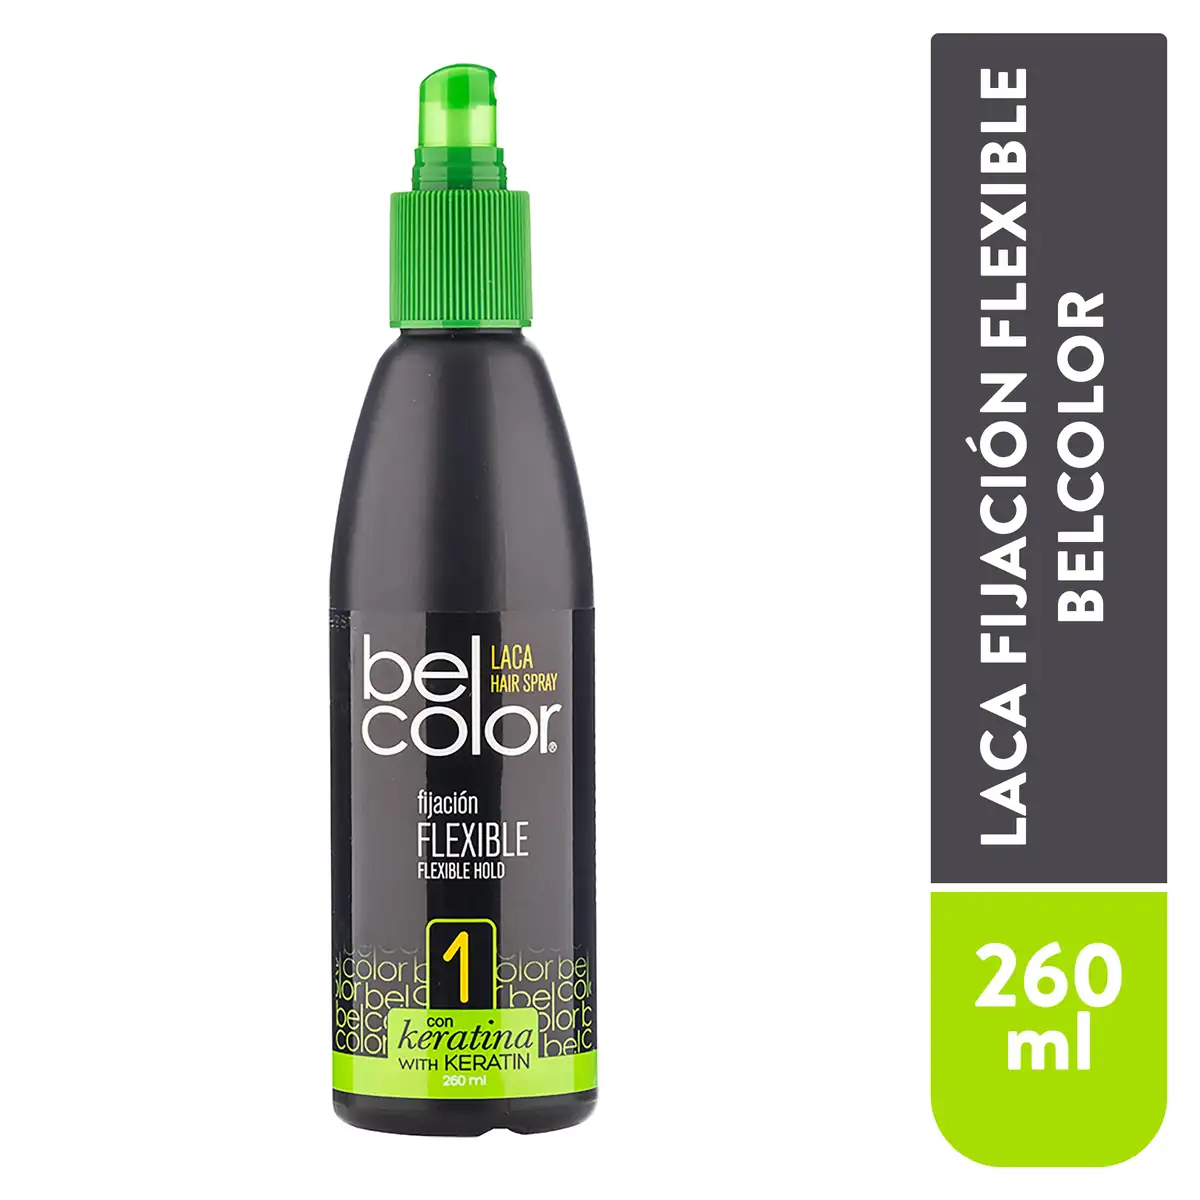 bel
color®
LACA
HAIR SPRAY
fijación
FLEXIBLE
FLEXIBLE HOLD
1
con
keratina
WITH KERATIN
260 ml
LACA FIJACIÓN FLEXIBLE
BELCOLOR
260
ml